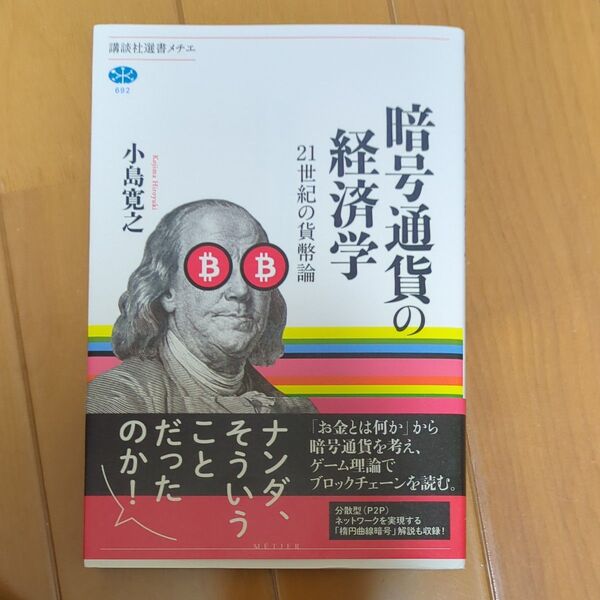 講談社選書メチエ
692
暗号通貨の
経済学
21世紀の貨幣論
小島寛之
Kojima Hiroyuki
₿ ₿
ナンダ、
そういう
こと
だった
のか!
「お金とは何か」から
暗号通貨を考え、
ゲーム理論で
ブロックチェーンを読む。
分散型(P2P)
ネットワークを実現する
「楕円曲線暗号」解説も収録!
MÉTIER